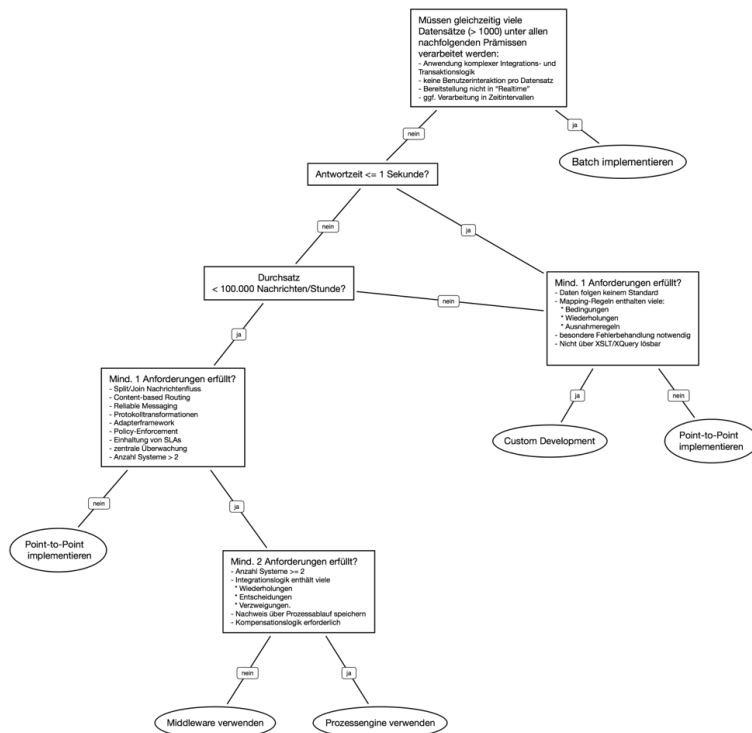 Müssen gleichzeitig viele
Datensätze (> 1000) unter allen
nachfolgenden Prämissen
verarbeitet werden:
- Anwendung komplexer Integrations- und
Transaktionslogik
- keine Benutzerinteraktion pro Datensatz
- Bereitstellung nicht in "Realtime"
- ggf. Verarbeitung in Zeitintervallen
nein
ja
Batch implementieren
Antwortzeit <= 1 Sekunde?
nein
ja
Durchsatz
< 100.000 Nachrichten/Stunde?
nein
Mind. 1 Anforderungen erfüllt?
- Daten folgen keinem Standard
- Mapping-Regeln enthalten viele:
* Bedingungen
* Wiederholungen
* Ausnahmeregeln
- besondere Fehlerbehandlung notwendig
- Nicht über XSLT/XQuery lösbar
ja
Mind. 1 Anforderungen erfüllt?
- Split/Join Nachrichtenfluss
- Content-based Routing
- Reliable Messaging
- Protokolltransformationen
- Adapterframework
- Policy-Enforcement
- Einhaltung von SLAs
- zentrale Überwachung
- Anzahl Systeme > 2
ja
nein
Custom Development
Point-to-Point
implementieren
nein
ja
Point-to-Point
implementieren
Mind. 2 Anforderungen erfüllt?
- Anzahl Systeme >= 2
- Integrationslogik enthält viele
* Wiederholungen
* Entscheidungen
* Verzweigungen.
- Nachweis über Prozessablauf speichern
- Kompensationslogik erforderlich
nein
ja
Middleware verwenden
Prozessengine verwenden